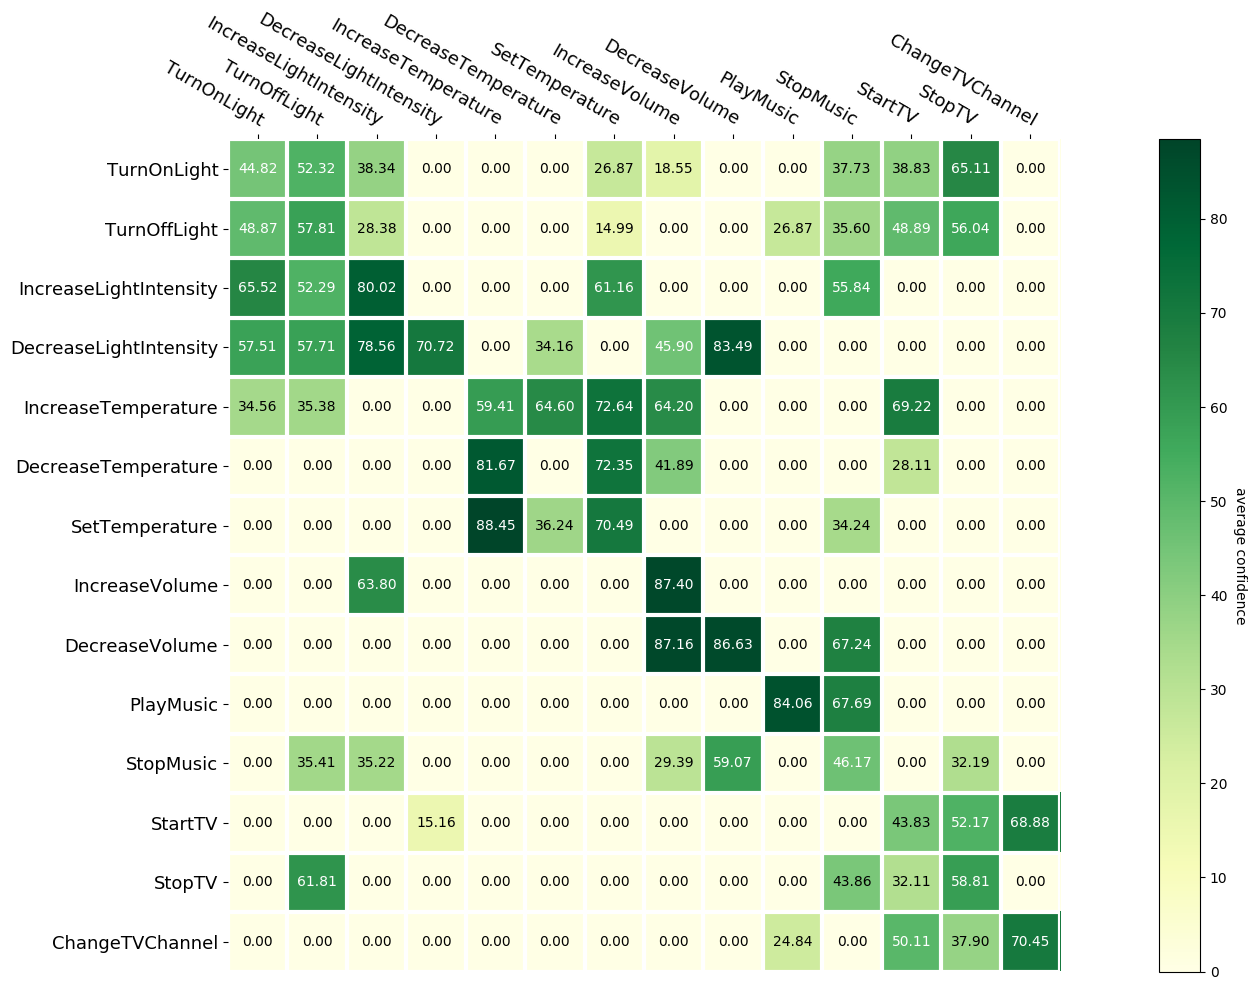 TurnOnLight
TurnOffLight
IncreaseLightIntensity
DecreaseLightIntensity
IncreaseTemperature
DecreaseTemperature
SetTemperature
IncreaseVolume
DecreaseVolume
PlayMusic
StopMusic
StartTV
StopTV
ChangeTVChannel
TurnOnLight 44.82 52.32 38.34 0.00 0.00 0.00 26.87 18.55 0.00 0.00 37.73 38.83 65.11 0.00
TurnOffLight 48.87 57.81 28.38 0.00 0.00 0.00 14.99 0.00 0.00 26.87 35.60 48.89 56.04 0.00
IncreaseLightIntensity 65.52 52.29 80.02 0.00 0.00 0.00 61.16 0.00 0.00 0.00 55.84 0.00 0.00 0.00
DecreaseLightIntensity 57.51 57.71 78.56 70.72 0.00 34.16 0.00 45.90 83.49 0.00 0.00 0.00 0.00 0.00
IncreaseTemperature 34.56 35.38 0.00 0.00 59.41 64.60 72.64 64.20 0.00 0.00 0.00 69.22 0.00 0.00
DecreaseTemperature 0.00 0.00 0.00 0.00 81.67 0.00 72.35 41.89 0.00 0.00 0.00 28.11 0.00 0.00
SetTemperature 0.00 0.00 0.00 0.00 88.45 36.24 70.49 0.00 0.00 0.00 34.24 0.00 0.00 0.00
IncreaseVolume 0.00 0.00 63.80 0.00 0.00 0.00 0.00 87.40 0.00 0.00 0.00 0.00 0.00 0.00
DecreaseVolume 0.00 0.00 0.00 0.00 0.00 0.00 0.00 87.16 86.63 0.00 67.24 0.00 0.00 0.00
PlayMusic 0.00 0.00 0.00 0.00 0.00 0.00 0.00 0.00 0.00 84.06 67.69 0.00 0.00 0.00
StopMusic 0.00 35.41 35.22 0.00 0.00 0.00 0.00 29.39 59.07 0.00 46.17 0.00 32.19 0.00
StartTV 0.00 0.00 0.00 15.16 0.00 0.00 0.00 0.00 0.00 0.00 0.00 43.83 52.17 68.88
StopTV 0.00 61.81 0.00 0.00 0.00 0.00 0.00 0.00 0.00 0.00 43.86 32.11 58.81 0.00
ChangeTVChannel 0.00 0.00 0.00 0.00 0.00 0.00 0.00 0.00 0.00 24.84 0.00 50.11 37.90 70.45
80
70
60
50
40
30
20
10
0
average confidence